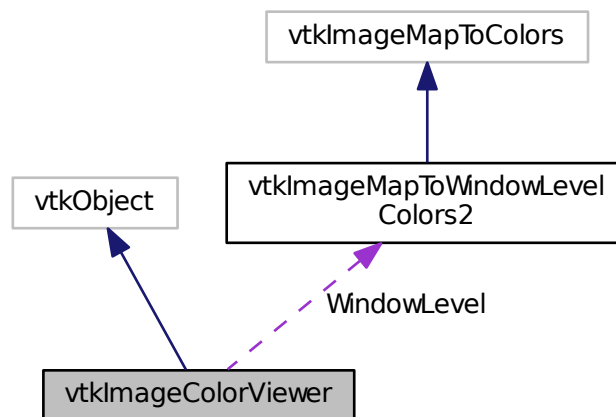 vtkImageMapToColors
vtkObject
vtkImageMapToWindowLevel
Colors2
WindowLevel
vtkImageColorViewer